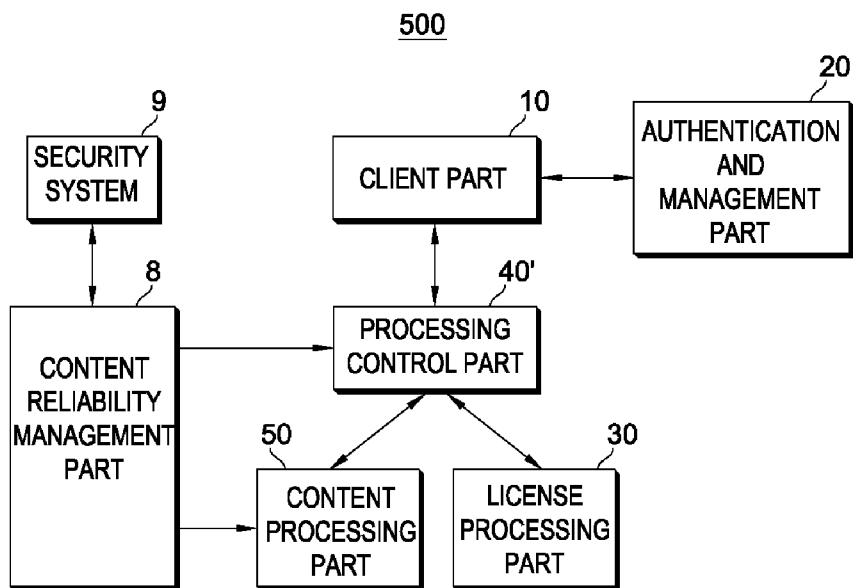 500
9
SECURITY
SYSTEM
10
CLIENT PART
20
AUTHENTICATION
AND
MANAGEMENT
PART
8
CONTENT
RELIABILITY
MANAGEMENT
PART
40'
PROCESSING
CONTROL PART
50
CONTENT
PROCESSING
PART
30
LICENSE
PROCESSING
PART